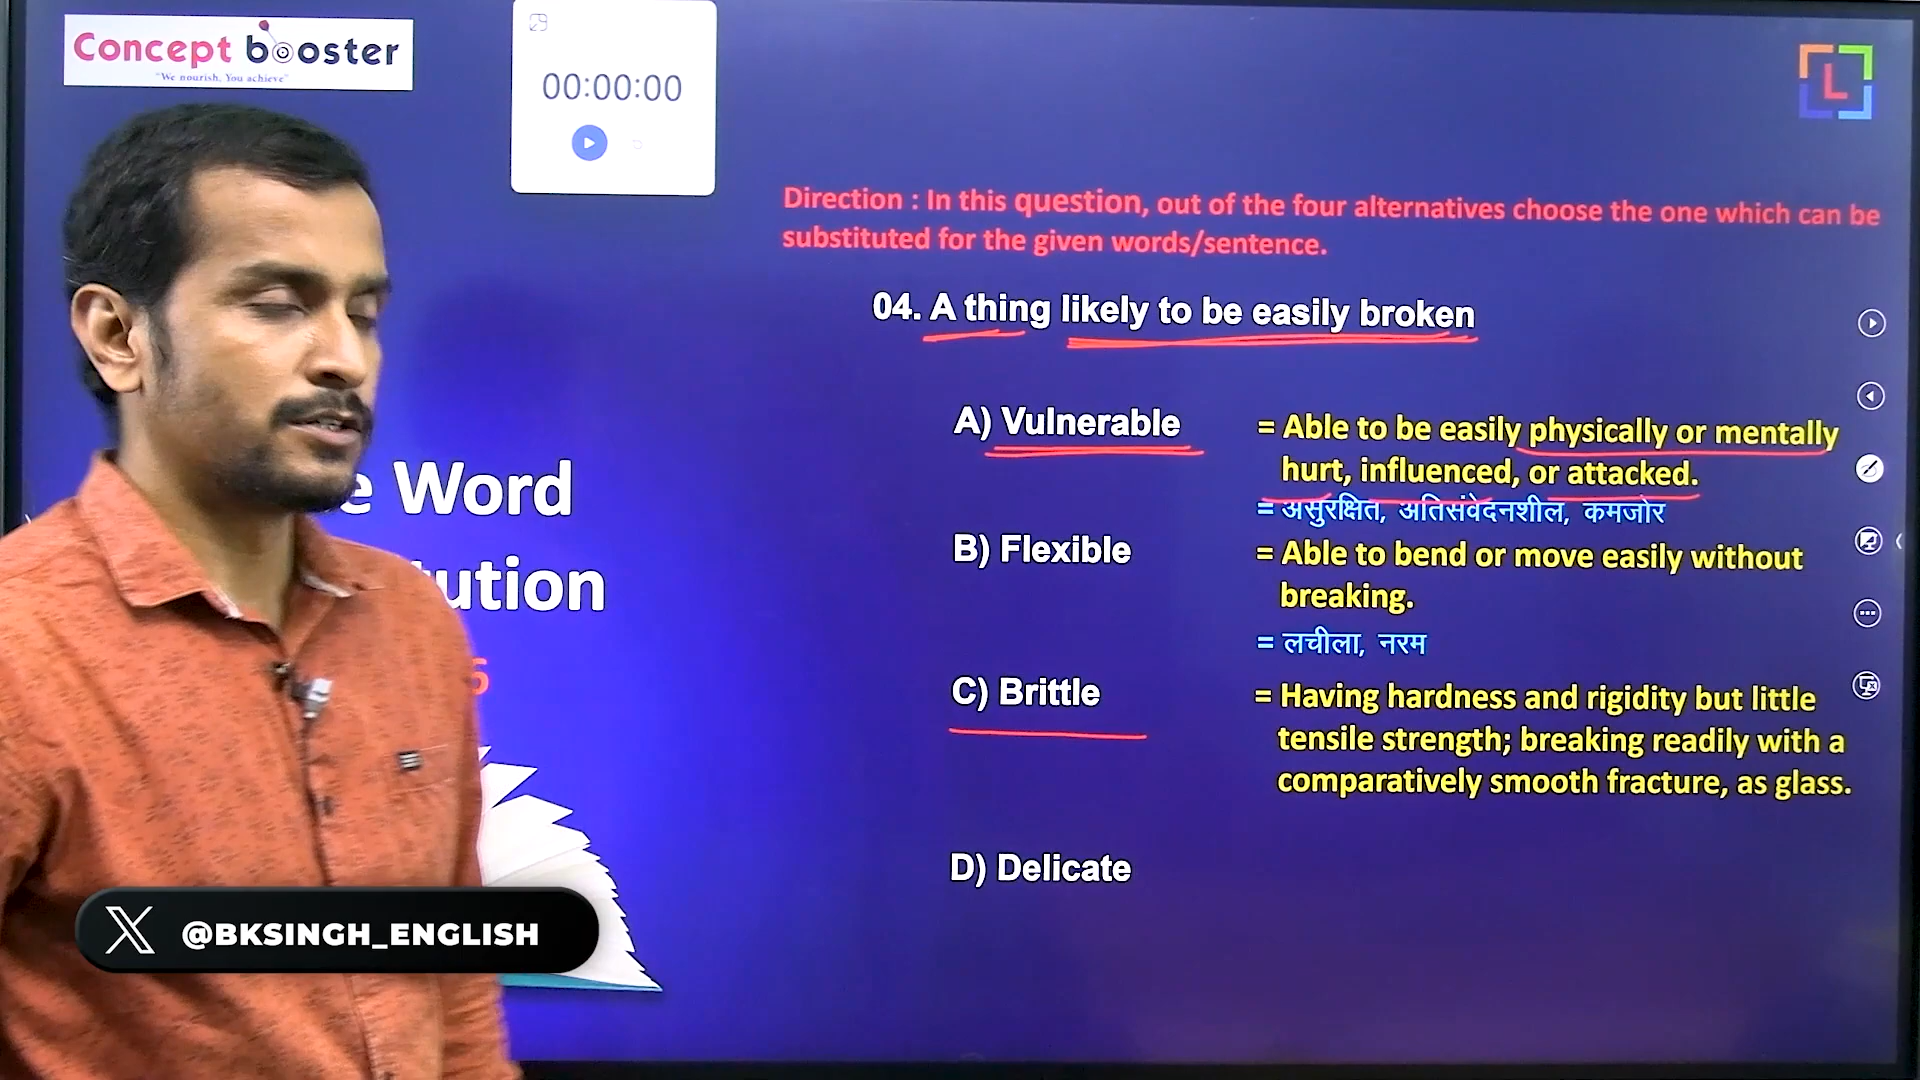 Concept booster
"We nourish, You achieve"
00:00:00
L
Direction : In this question, out of the four alternatives choose the one which can be
substituted for the given words/sentence.
04. A thing likely to be easily broken
A) Vulnerable
= Able to be easily physically or mentally
hurt, influenced, or attacked.
= असुरक्षित, अतिसंवेदनशील, कमजोर
B) Flexible
= Able to bend or move easily without
breaking.
= लचीला, नरम
C) Brittle
= Having hardness and rigidity but little
tensile strength; breaking readily with a
comparatively smooth fracture, as glass.
D) Delicate
e Word
tution
6
X @BKSINGH_ENGLISH